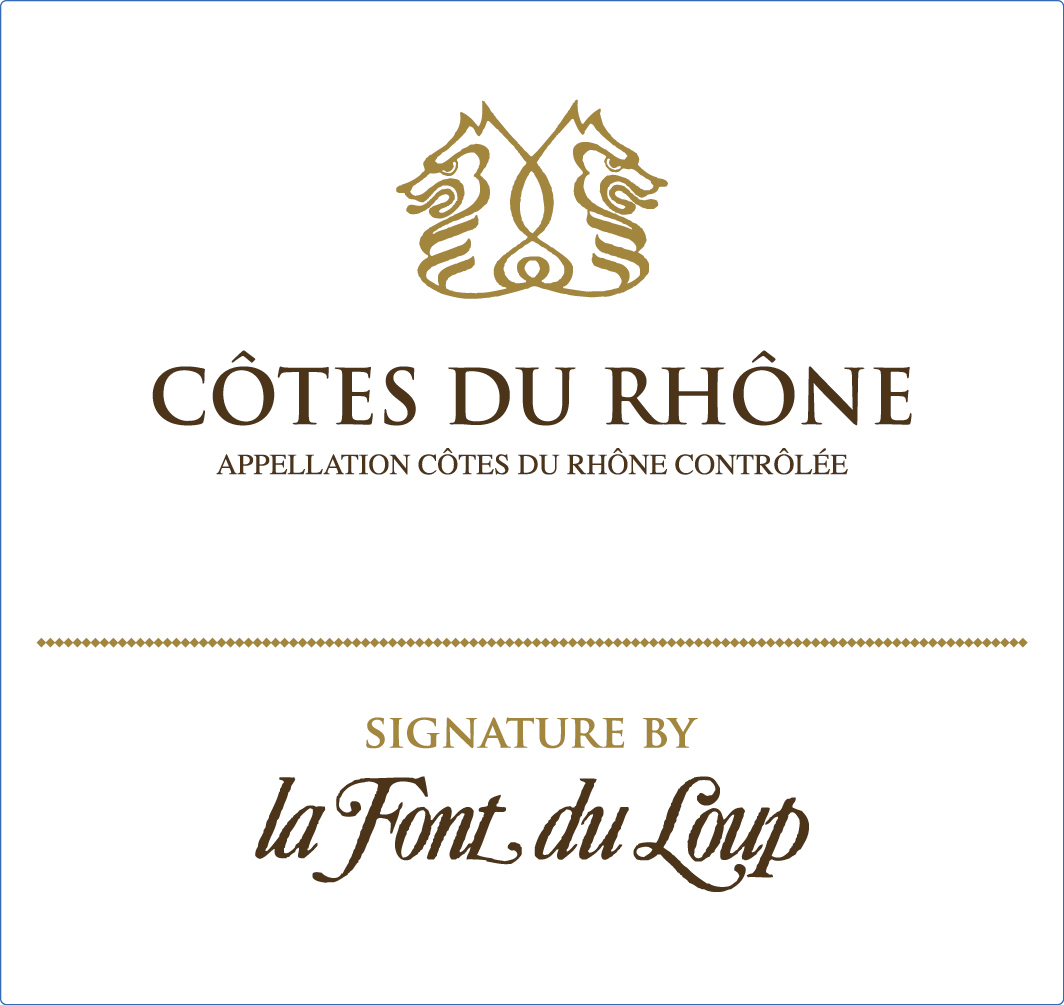 CÔTES DU RHÔNE
APPELLATION CÔTES DU RHÔNE CONTRÔLÉE
SIGNATURE BY
la Font du Loup